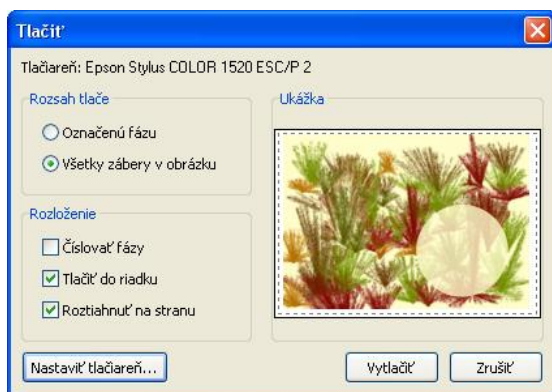 Tlačiť
Tlačiareň: Epson Stylus COLOR 1520 ESC/P 2
Rozsah tlače
Označenú fázu
Všetky zábery v obrázku
Rozloženie
Číslovať fázy
Tlačiť do riadku
Roztiahnuť na stranu
Ukážka
Nastaviť tlačiareň...
Vytlačiť
Zrušiť